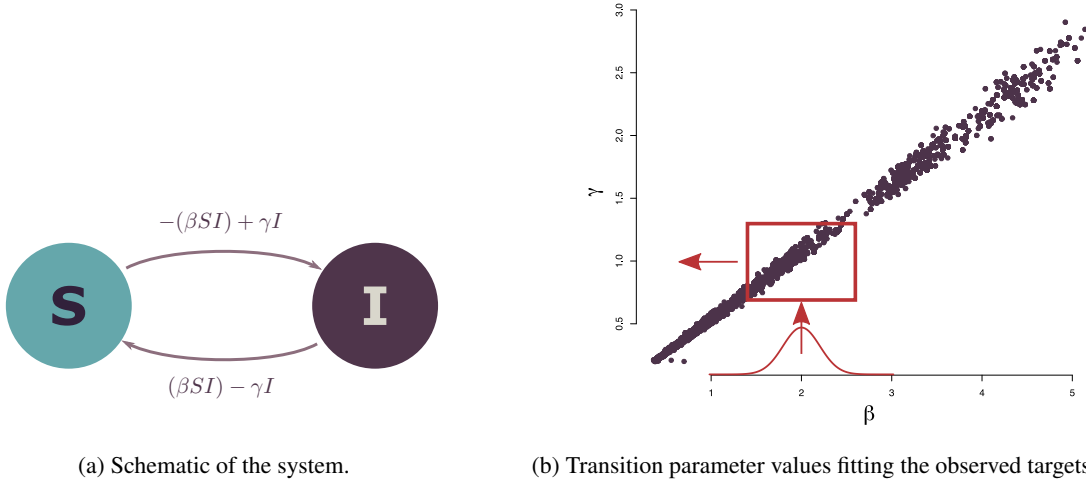 −(βSI) + γI
S
I
(βSI) − γI
(a) Schematic of the system.
3.0
2.5
2.0
1.5
1.0
0.5
γ
1
2
3
4
5
β
(b) Transition parameter values fitting the observed targets